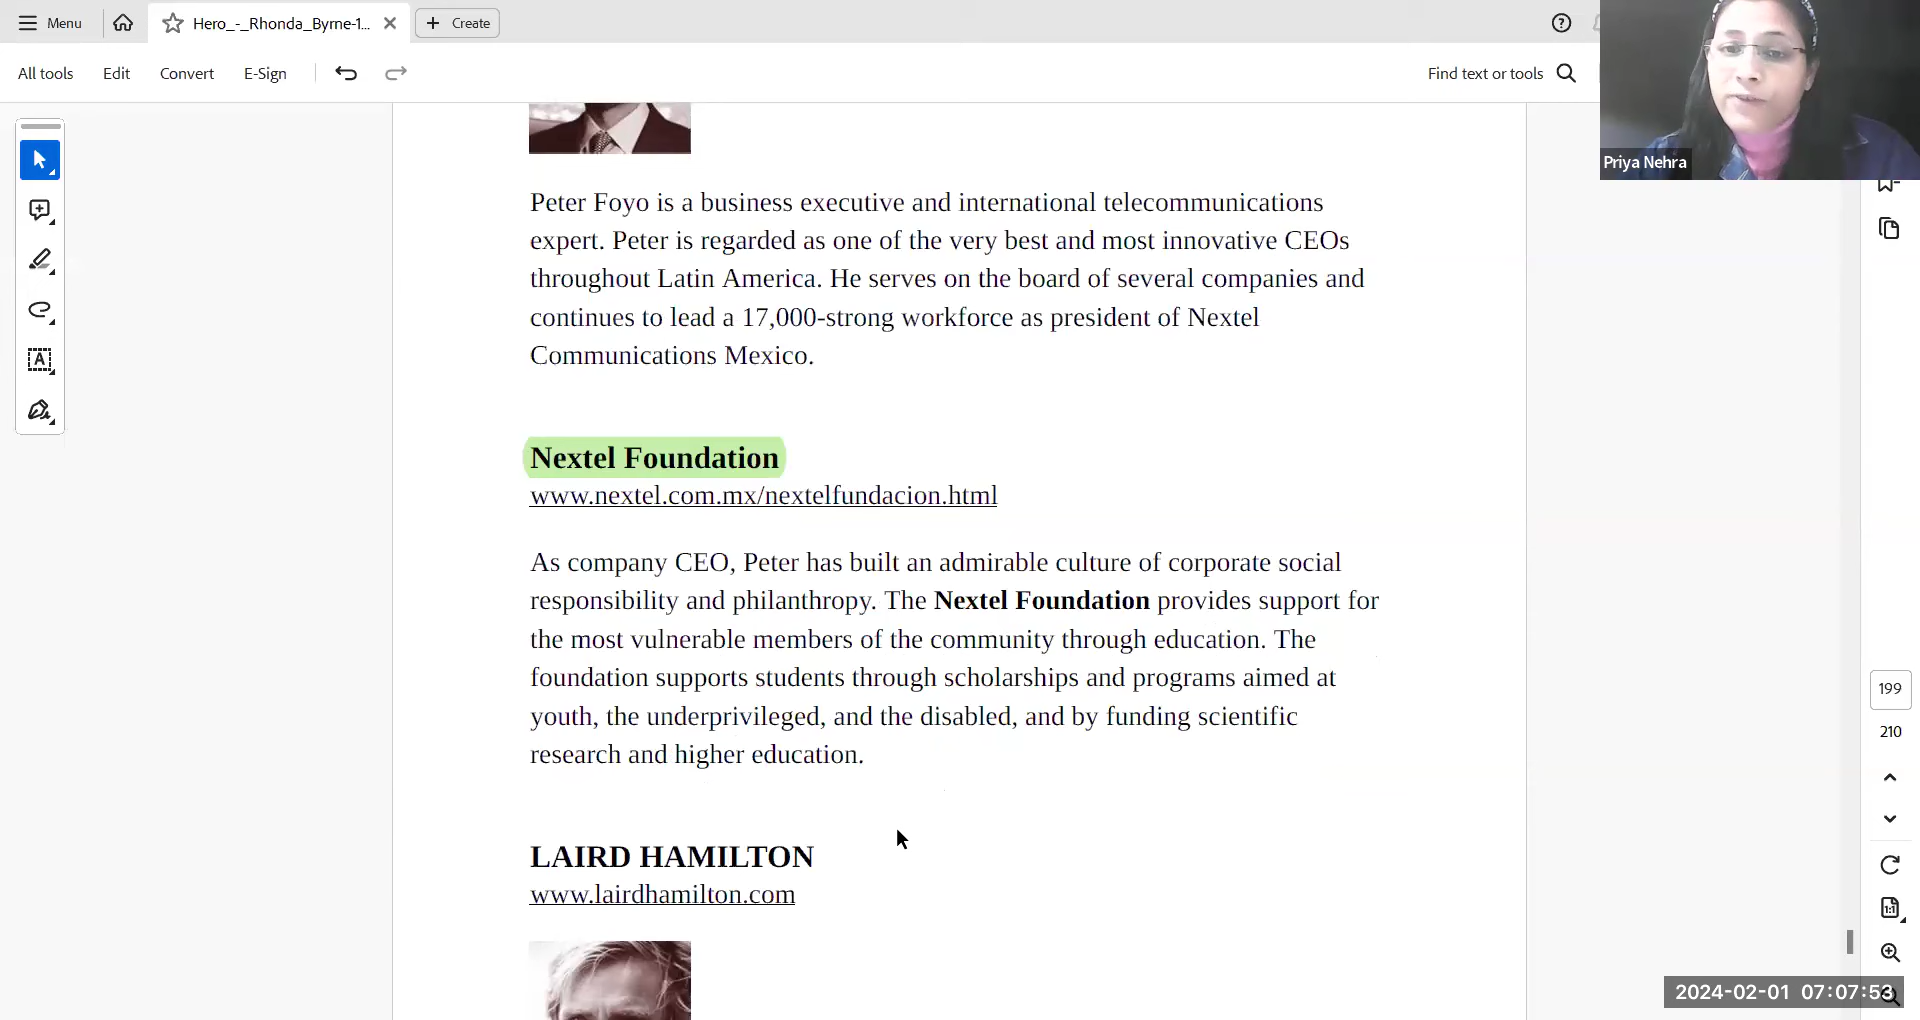 Menu
Hero_-_Rhonda_Byrne-1...
Create
All tools
Edit
Convert
E-Sign
Find text or tools
Priya Nehra
Peter Foyo is a business executive and international telecommunications
expert. Peter is regarded as one of the very best and most innovative CEOs
throughout Latin America. He serves on the board of several companies and
continues to lead a 17,000-strong workforce as president of Nextel
Communications Mexico.
Nextel Foundation
www.nextel.com.mx/nextelfundacion.html
As company CEO, Peter has built an admirable culture of corporate social
responsibility and philanthropy. The Nextel Foundation provides support for
the most vulnerable members of the community through education. The
foundation supports students through scholarships and programs aimed at
youth, the underprivileged, and the disabled, and by funding scientific
research and higher education.
LAIRD HAMILTON
www.lairdhamilton.com
199
210
2024-02-01 07:07:53